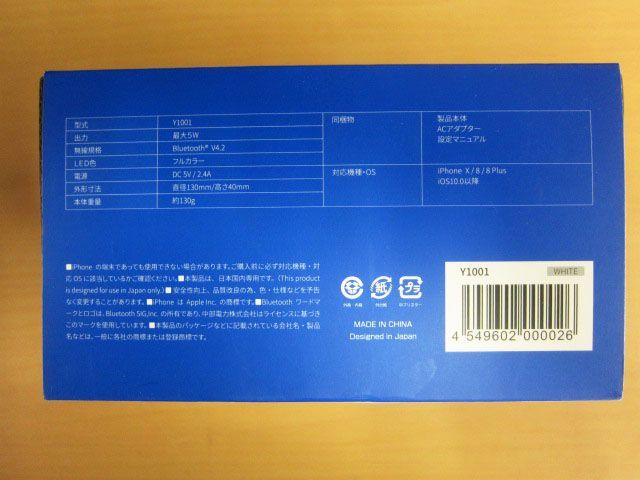 型式 Y1001
出力 最大5W
無線規格 Bluetooth® V4.2
LED色 フルカラー
電源 DC 5V / 2.4A
外形寸法 直径130mm/高さ40mm
本体重量 約130g
同梱物 製品本体
ACアダプター
設定マニュアル
対応機種・OS iPhone X / 8 / 8 Plus
iOS10.0以降
■iPhone の端末であっても使用できない場合があります。ご購入前に必ず対応機種・対
応 OS に該当しているかご確認ください。■本製品は、日本国内専用です。(This product
is designed for use in Japan only.) ■安全性向上、品質改良の為、色・仕様などを予告
なく変更することがあります。■iPhone は Apple Inc. の商標です。■Bluetooth ワードマ
ークとロゴは、Bluetooth SIG,Inc. の所有であり、中部電力株式会社はライセンスに基づき
このマークを使用しています。■本製品のパッケージなどに記載されている会社名・製品
名などは、一般に各社の商標または登録商標です。
紙 プラ
外箱・内箱
MADE IN CHINA
Designed in Japan
Y1001 WHITE
4 549602 000026